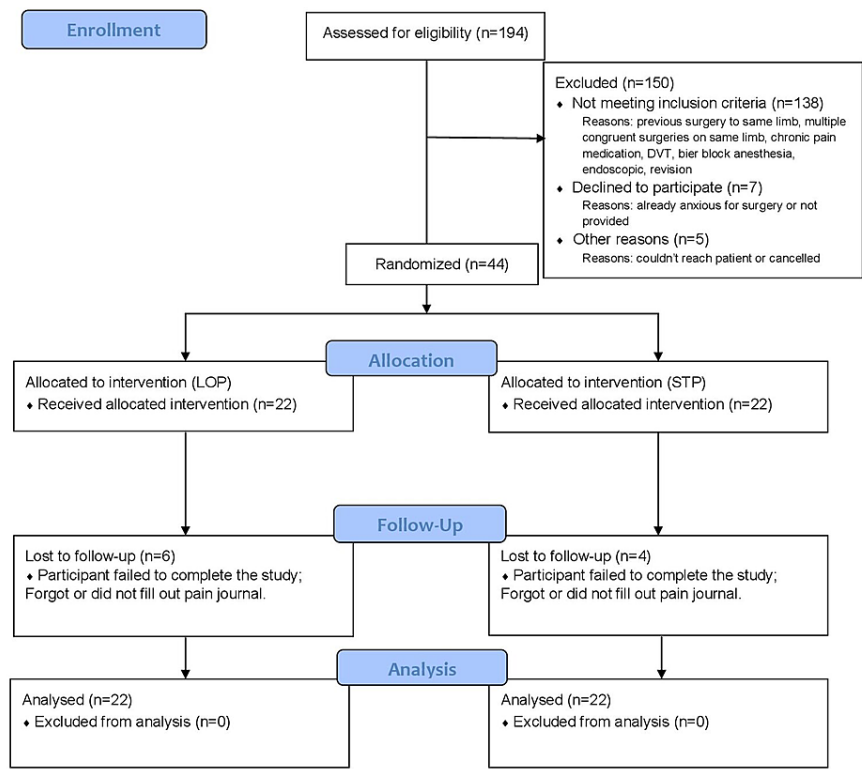 Enrollment
Assessed for eligibility (n=194)
Excluded (n=150)
♦ Not meeting inclusion criteria (n=138)
Reasons: previous surgery to same limb, multiple
congruent surgeries on same limb, chronic pain
medication, DVT, bier block anesthesia,
endoscopic, revision
♦ Declined to participate (n=7)
Reasons: already anxious for surgery or not
provided
♦ Other reasons (n=5)
Reasons: couldn't reach patient or cancelled
Randomized (n=44)
Allocation
Allocated to intervention (LOP)
♦ Received allocated intervention (n=22)
Allocated to intervention (STP)
♦ Received allocated intervention (n=22)
Follow-Up
Lost to follow-up (n=6)
♦ Participant failed to complete the study;
Forgot or did not fill out pain journal.
Lost to follow-up (n=4)
♦ Participant failed to complete the study;
Forgot or did not fill out pain journal.
Analysis
Analysed (n=22)
♦ Excluded from analysis (n=0)
Analysed (n=22)
♦ Excluded from analysis (n=0)